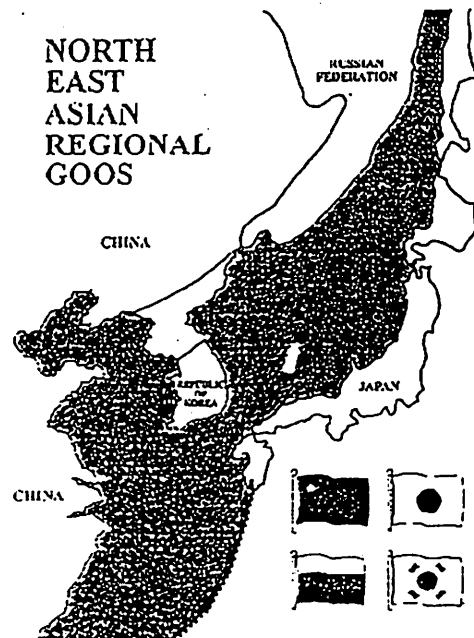 NORTH
EAST
ASIAN
REGIONAL
GOOS
RUSSIAN
FEDERATION
CHINA
REPUBLIC
OF
KOREA
JAPAN
CHINA